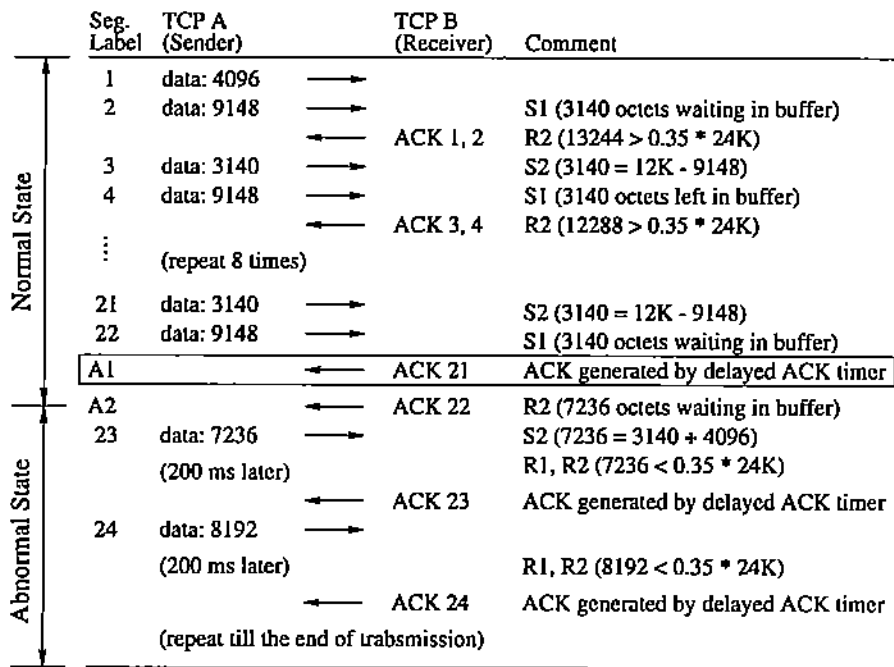 Seg. Label TCP A (Sender) TCP B (Receiver) Comment
1 data: 4096
2 data: 9148 S1 (3140 octets waiting in buffer)
ACK 1, 2 R2 (13244 > 0.35 * 24K)
3 data: 3140 S2 (3140 = 12K - 9148)
4 data: 9148 S1 (3140 octets left in buffer)
ACK 3, 4 R2 (12288 > 0.35 * 24K)
(repeat 8 times)
21 data: 3140 S2 (3140 = 12K - 9148)
22 data: 9148 S1 (3140 octets waiting in buffer)
A1 ACK 21 ACK generated by delayed ACK timer
A2 ACK 22 R2 (7236 octets waiting in buffer)
23 data: 7236 S2 (7236 = 3140 + 4096)
(200 ms later) R1, R2 (7236 < 0.35 * 24K)
ACK 23 ACK generated by delayed ACK timer
24 data: 8192
(200 ms later) R1, R2 (8192 < 0.35 * 24K)
ACK 24 ACK generated by delayed ACK timer
(repeat till the end of trabsmission)
Normal State
Abnormal State